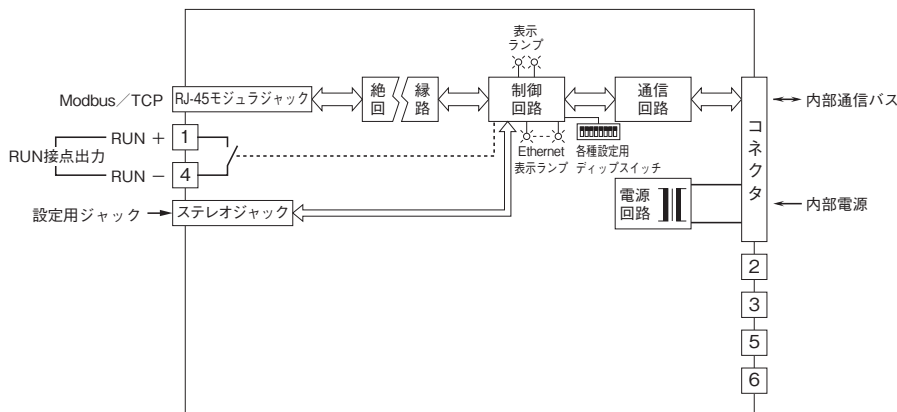 表示
ランプ
Modbus／TCP
RJ-45モジュラジャック
絶縁
回路
制御
回路
通信
回路
コネクタ
内部通信バス
RUN +
1
RUN接点出力
RUN −
4
Ethernet
表示ランプ
各種設定用
ディップスイッチ
電源
回路
内部電源
設定用ジャック
ステレオジャック
2
3
5
6